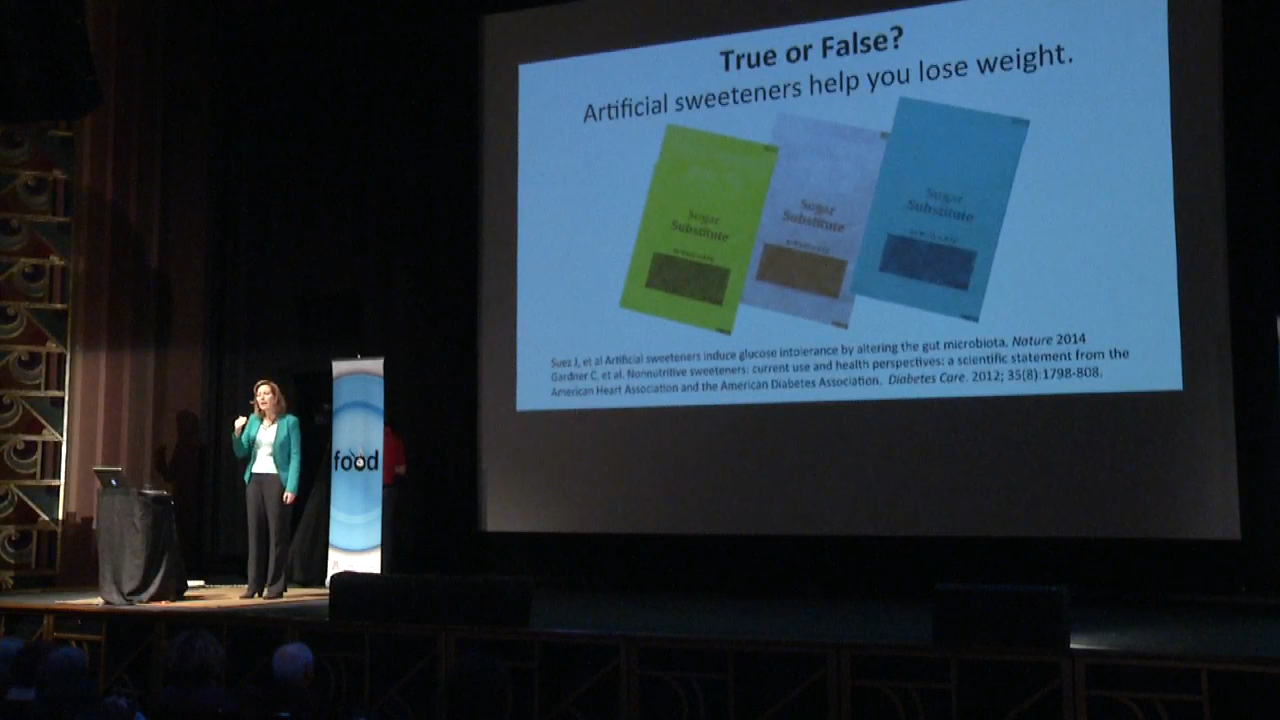 True or False?
Artificial sweeteners help you lose weight.
Sugar
Substitute
Sugar
Substitute
Sugar
Substitute
Suez J, et al Artificial sweeteners induce glucose intolerance by altering the gut microbiota. Nature 2014
Gardner C, et al. Nonnutritive sweeteners: current use and health perspectives: a scientific statement from the
American Heart Association and the American Diabetes Association. Diabetes Care. 2012; 35(8):1798-808.
food